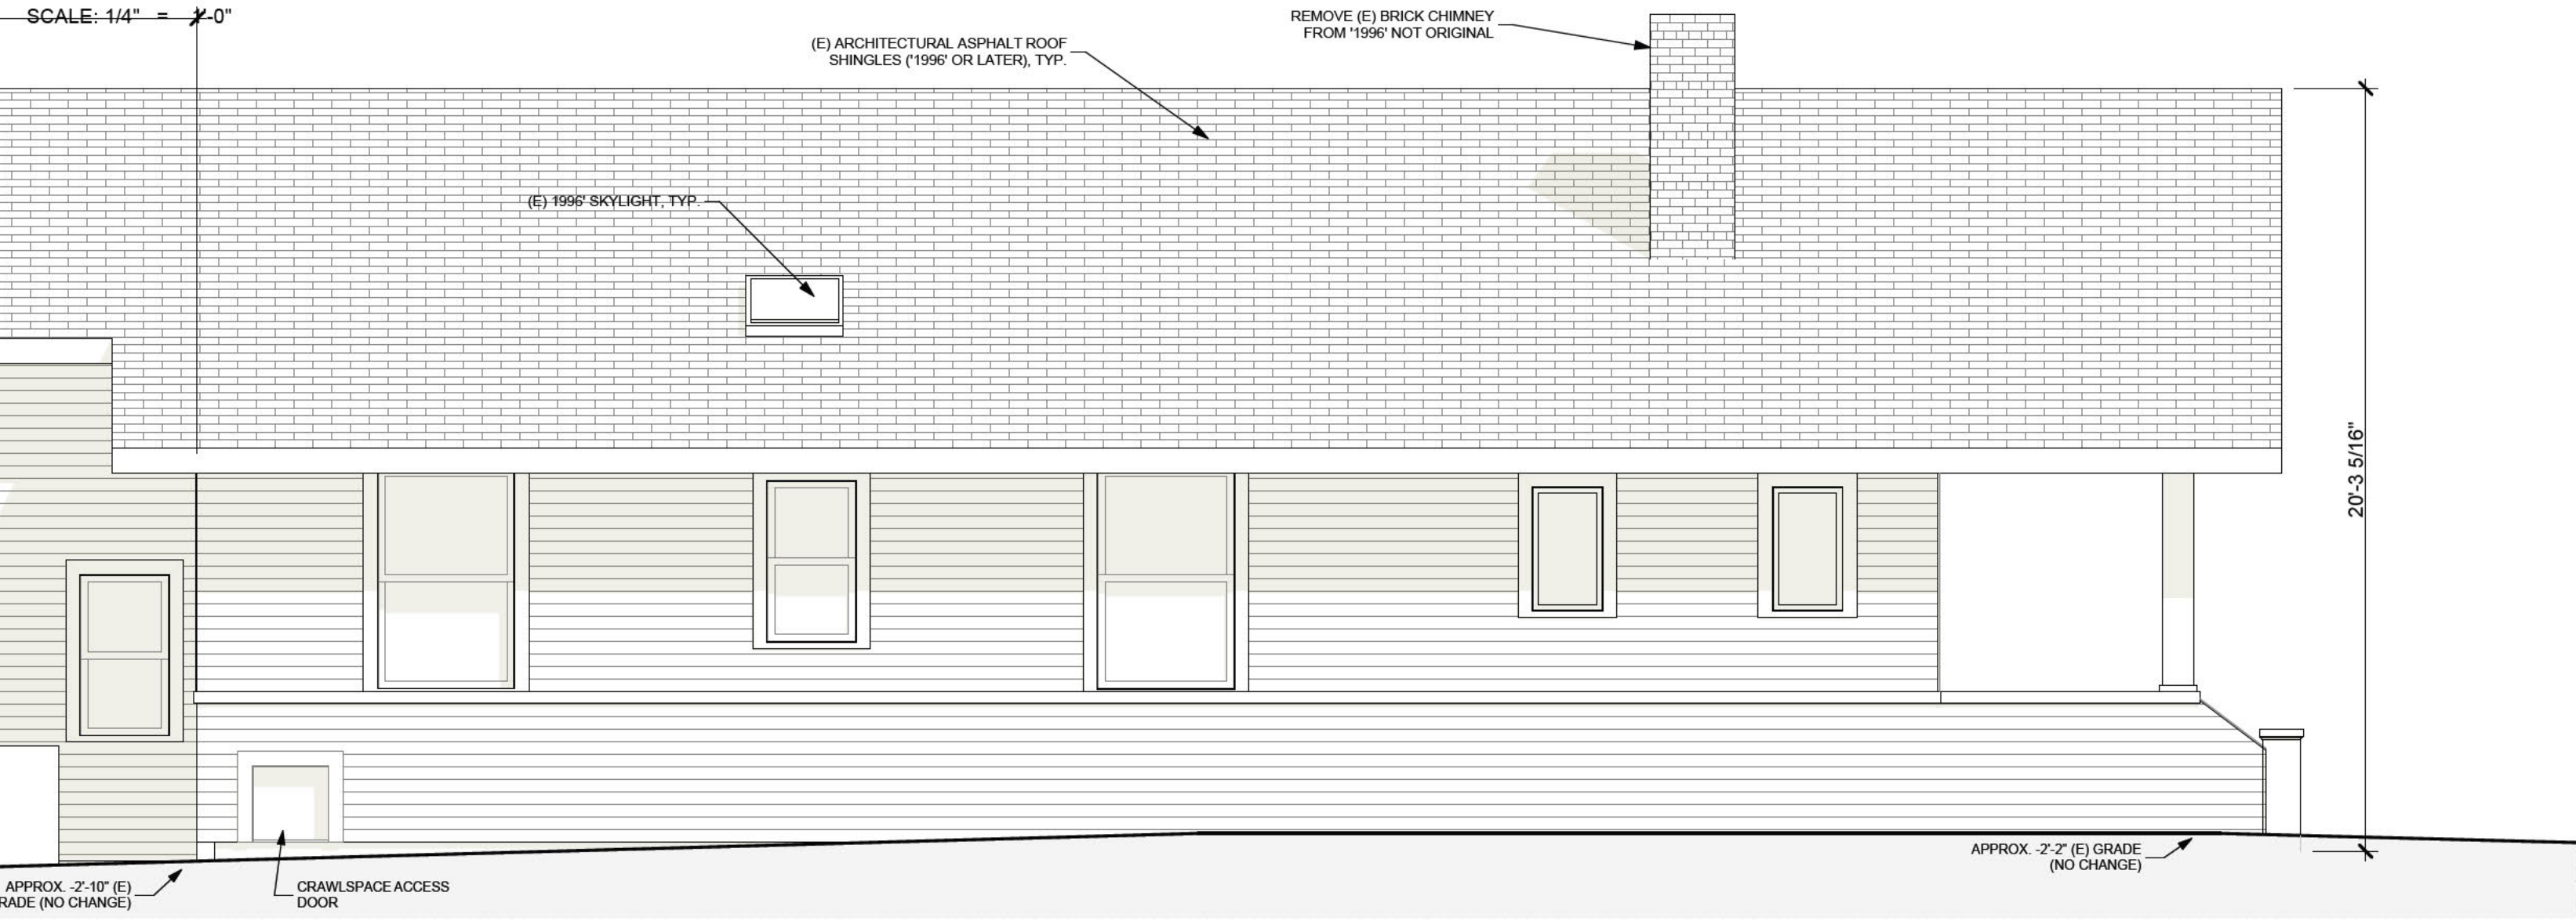 SCALE: 1/4" = 1'-0"
REMOVE (E) BRICK CHIMNEY
FROM '1996' NOT ORIGINAL
(E) ARCHITECTURAL ASPHALT ROOF
SHINGLES ('1996' OR LATER), TYP.
(E) 1996' SKYLIGHT, TYP.
20'-3 5/16"
APPROX. -2'-2" (E) GRADE
(NO CHANGE)
APPROX. -2'-10" (E)
RADE (NO CHANGE)
CRAWLSPACE ACCESS
DOOR